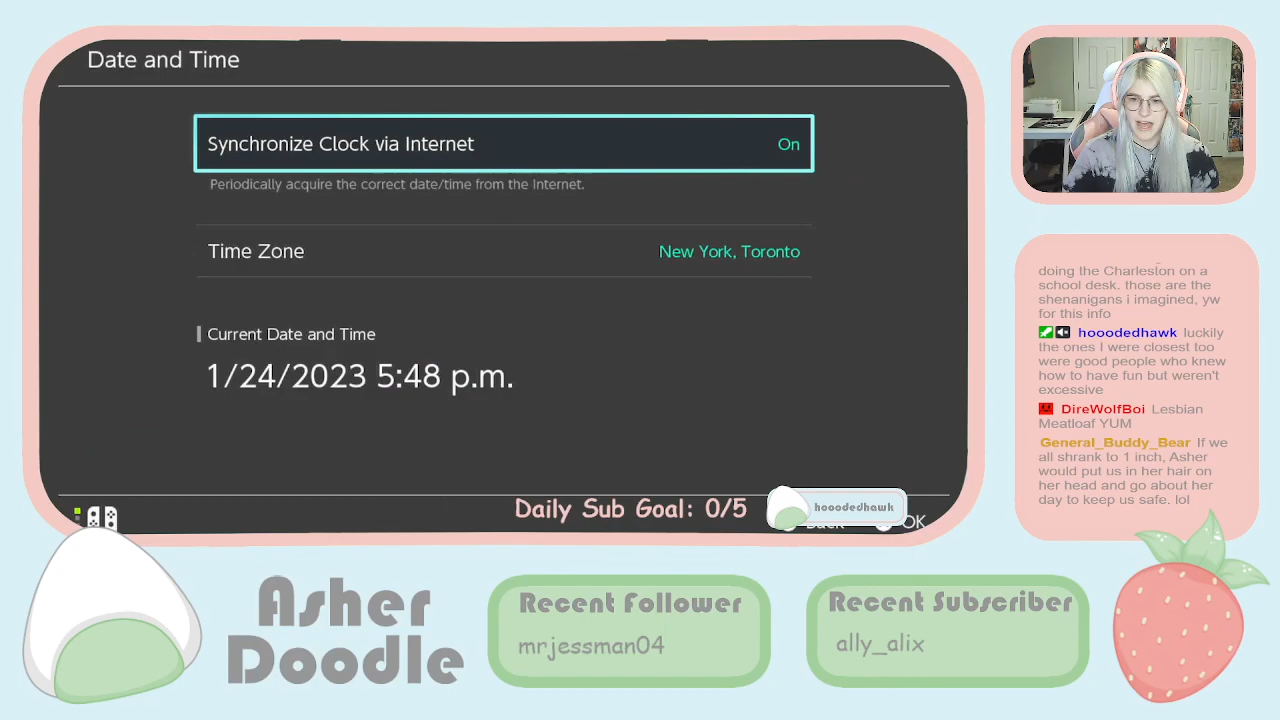 Date and Time
Synchronize Clock via Internet On
Periodically acquire the correct date/time from the Internet.
Time Zone New York, Toronto
Current Date and Time
1/24/2023 5:48 p.m.
Daily Sub Goal: 0/5
hooodedhawk
Back OK
doing the Charleston on a
school desk. those are the
shenanigans i imagined, yw
for this info
hooodedhawk luckily
the ones I were closest too
were good people who knew
how to have fun but weren't
excessive
DireWolfBoi Lesbian
Meatloaf YUM
General_Buddy_Bear If we
all shrank to 1 inch, Asher
would put us in her hair on
her head and go about her
day to keep us safe. lol
Asher
Doodle
Recent Follower
mrjessman04
Recent Subscriber
ally_alix